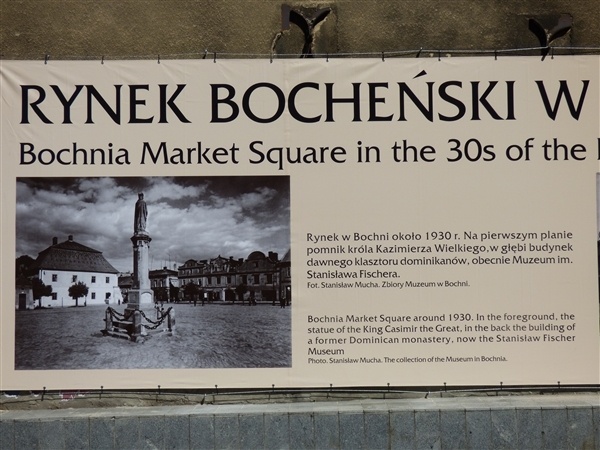 RYNEK BOCHEŃSKI W
Bochnia Market Square in the 30s of the
Rynek w Bochni około 1930 r. Na pierwszym planie
pomnik króla Kazimierza Wielkiego, w głębi budynek
dawnego klasztoru dominikanów, obecnie Muzeum im.
Stanisława Fischera.
Fot. Stanisław Mucha. Zbiory Muzeum w Bochni.
Bochnia Market Square around 1930. In the foreground, the
statue of the King Casimir the Great, in the back the building of
a former Dominican monastery, now the Stanisław Fischer
Museum
Photo. Stanisław Mucha. The collection of the Museum in Bochnia.